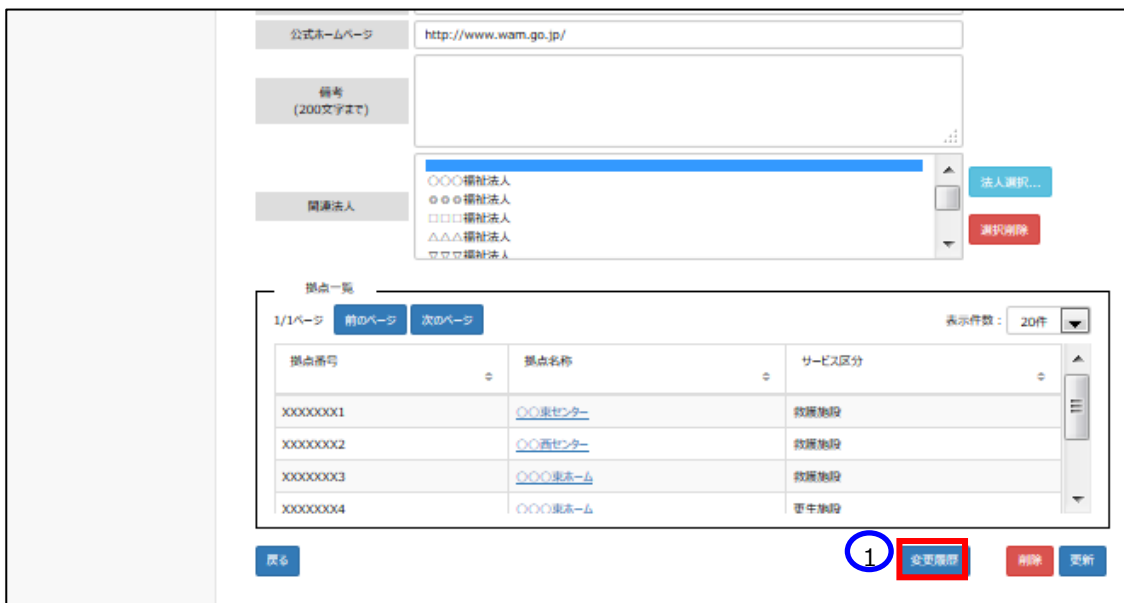 公式ホームページ http://www.wam.go.jp/
備考
(200文字まで)
関連法人
○○○福祉法人
◎◎◎福祉法人
□□□福祉法人
△△△福祉法人
▽▽▽福祉法人
法人選択...
選択削除
拠点一覧
1/1ページ 前のページ 次のページ 表示件数： 20件
拠点番号 拠点名称 サービス区分
XXXXXXX1 ○○東センター 救護施設
XXXXXXX2 ○○西センター 救護施設
XXXXXXX3 ○○○東ホーム 救護施設
XXXXXXX4 ○○○東ホーム 更生施設
戻る 1 変更履歴 削除 更新